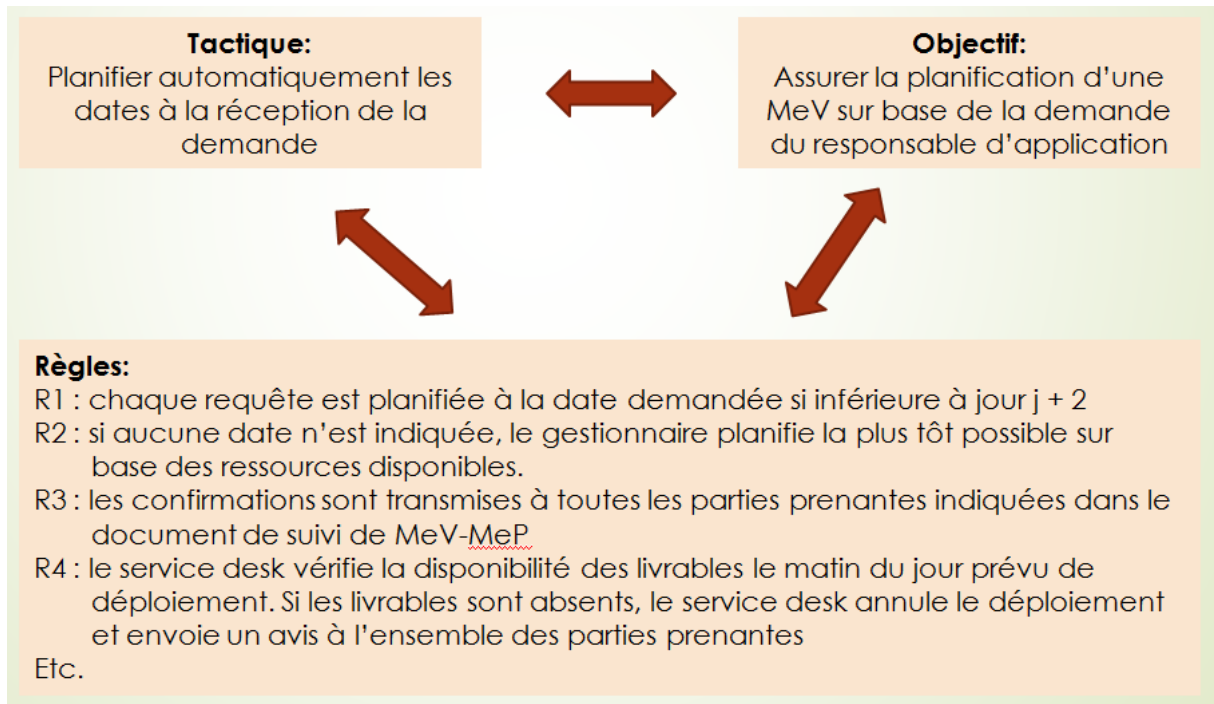 Tactique:
Planifier automatiquement les
dates à la réception de la
demande
Objectif:
Assurer la planification d'une
MeV sur base de la demande
du responsable d'application
Règles:
R1 : chaque requête est planifiée à la date demandée si inférieure à jour j + 2
R2 : si aucune date n'est indiquée, le gestionnaire planifie la plus tôt possible sur
base des ressources disponibles.
R3 : les confirmations sont transmises à toutes les parties prenantes indiquées dans le
document de suivi de MeV-MeP
R4 : le service desk vérifie la disponibilité des livrables le matin du jour prévu de
déploiement. Si les livrables sont absents, le service desk annule le déploiement
et envoie un avis à l'ensemble des parties prenantes
Etc.